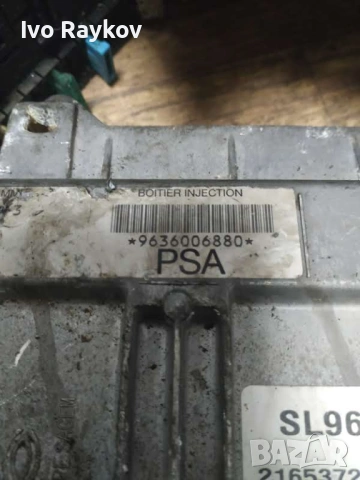 Ivo Raykov
BOITIER INJECTION
*9636006880*
PSA
SL96
2165372
BAZAR